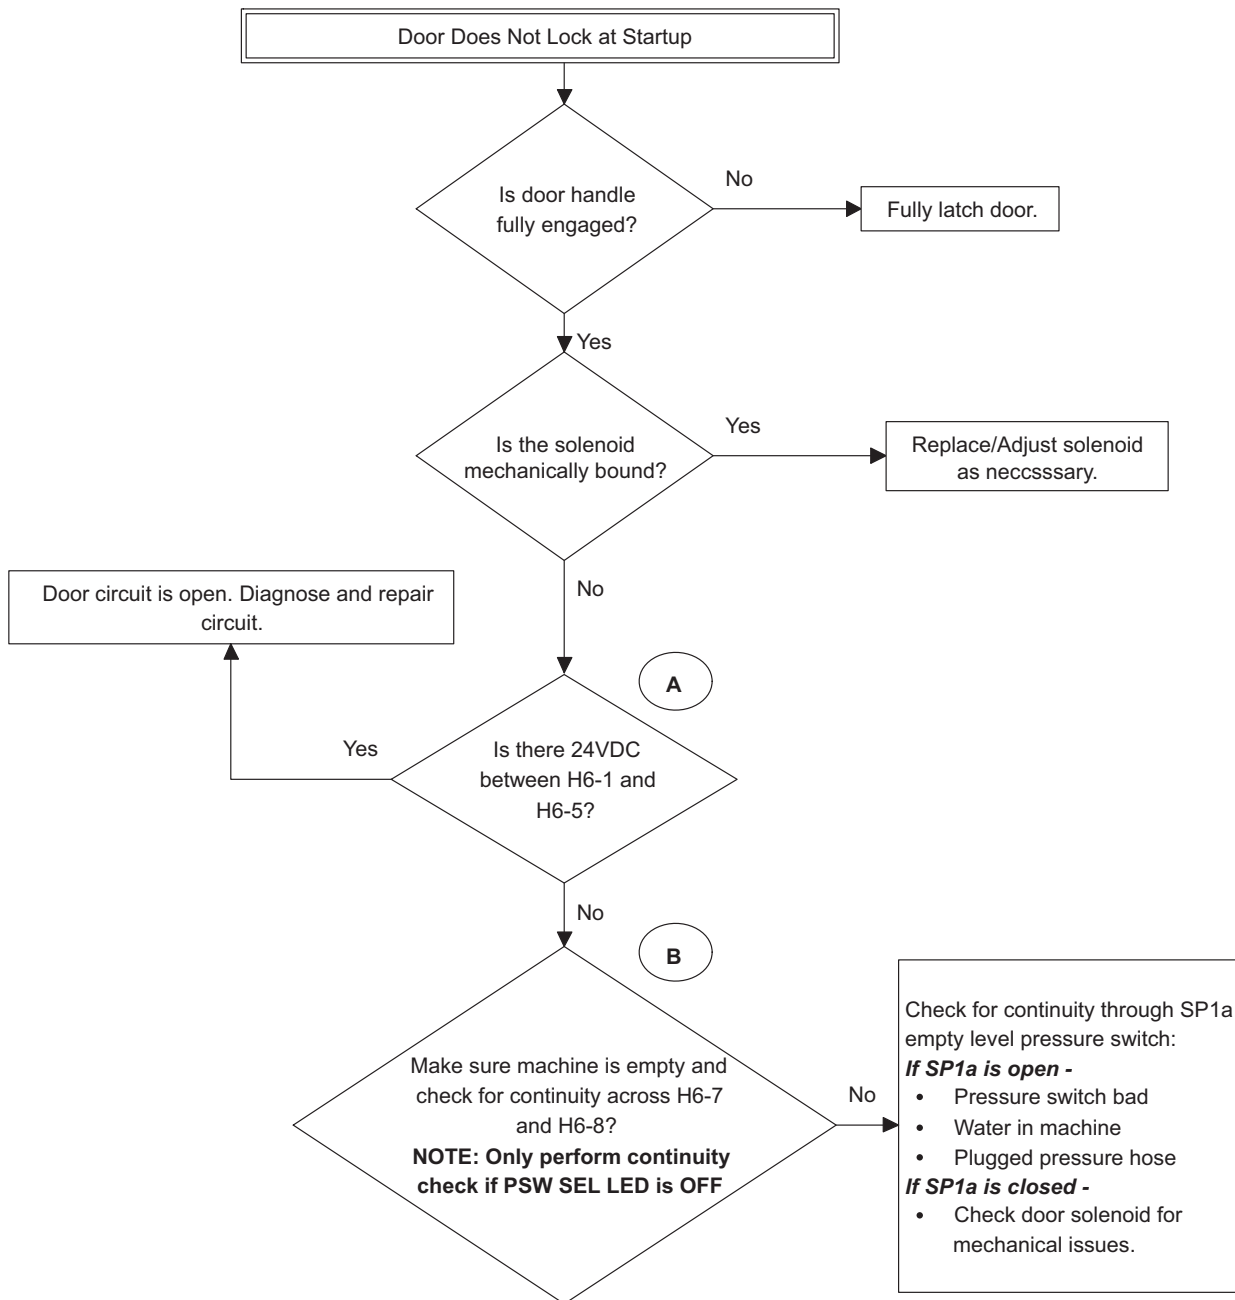 Door Does Not Lock at Startup
Is door handle
fully engaged?
No
Fully latch door.
Yes
Is the solenoid
mechanically bound?
Yes
Replace/Adjust solenoid
as neccsssary.
No
Door circuit is open. Diagnose and repair
circuit.
A
Yes
Is there 24VDC
between H6-1 and
H6-5?
No
B
Make sure machine is empty and
check for continuity across H6-7
and H6-8?
NOTE: Only perform continuity
check if PSW SEL LED is OFF
No
Check for continuity through SP1a
empty level pressure switch:
If SP1a is open -
• Pressure switch bad
• Water in machine
• Plugged pressure hose
If SP1a is closed -
• Check door solenoid for
mechanical issues.